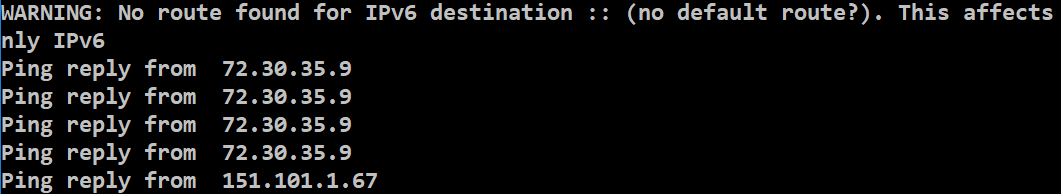 WARNING: No route found for IPv6 destination :: (no default route?). This affects
nly IPv6
Ping reply from  72.30.35.9
Ping reply from  72.30.35.9
Ping reply from  72.30.35.9
Ping reply from  72.30.35.9
Ping reply from  151.101.1.67